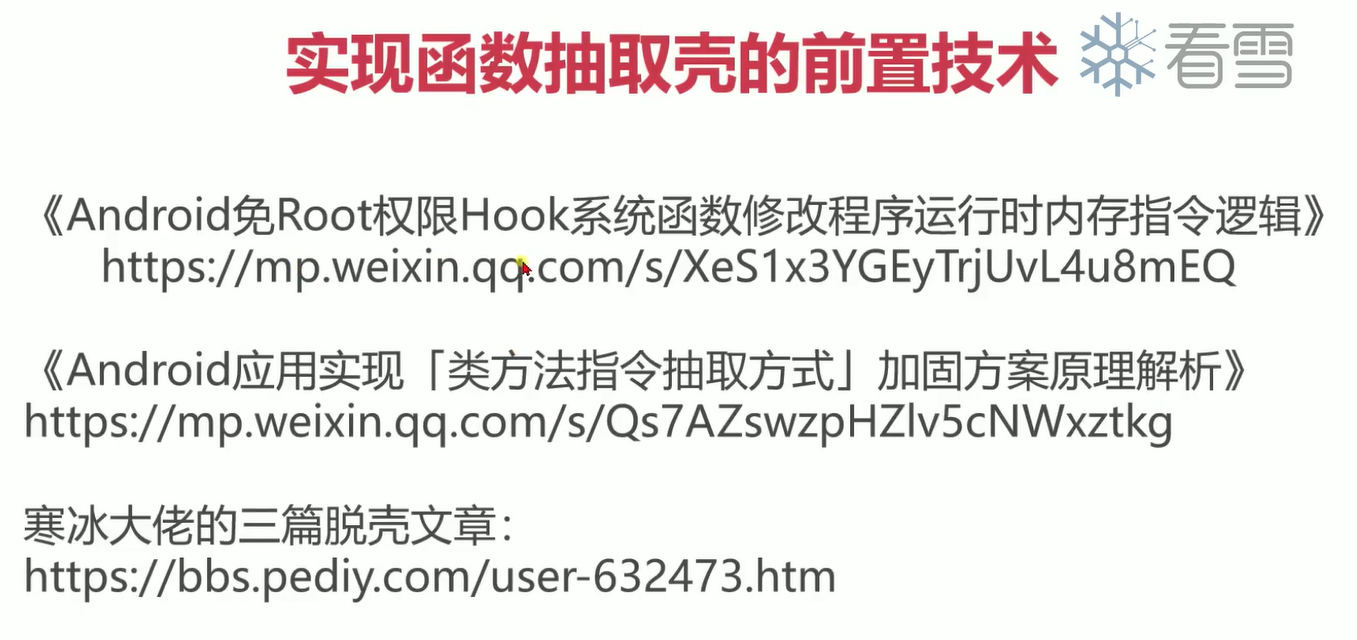 实现函数抽取壳的前置技术
看雪
《Android免Root权限Hook系统函数修改程序运行时内存指令逻辑》
https://mp.weixin.qq.com/s/XeS1x3YGEyTrjUvL4u8mEQ
《Android应用实现「类方法指令抽取方式」加固方案原理解析》
https://mp.weixin.qq.com/s/Qs7AZswzpHZlv5cNWxztkg
寒冰大佬的三篇脱壳文章：
https://bbs.pediy.com/user-632473.htm